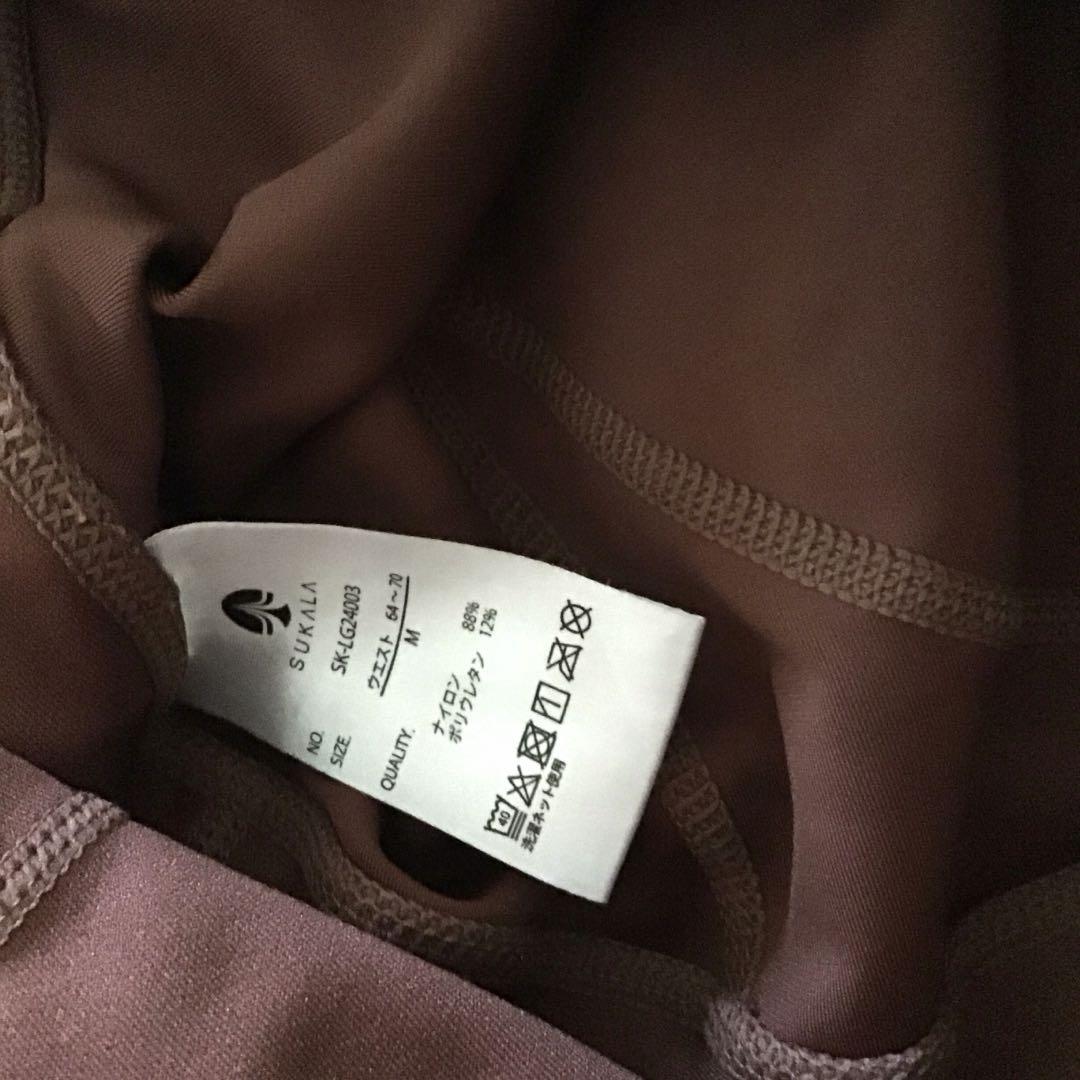 SUKALA
NO. SK-LG24003
SIZE. ウエスト 64~70
M
QUALITY. ナイロン 88%
ポリウレタン 12%
40
洗濯ネット使用